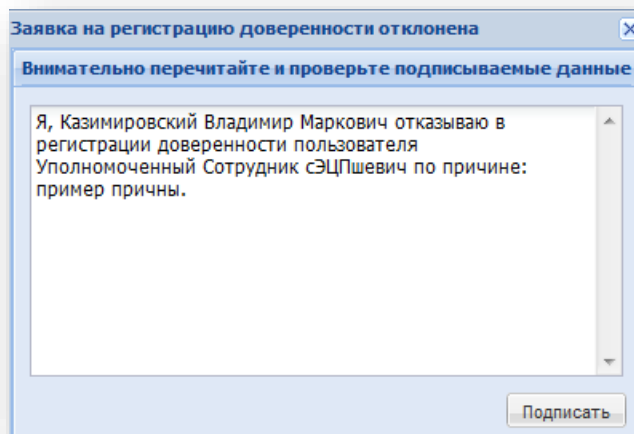 Заявка на регистрацию доверенности отклонена
Внимательно перечитайте и проверьте подписываемые данные
Я, Казимировский Владимир Маркович отказываю в
регистрации доверенности пользователя
Уполномоченный Сотрудник сЭЦПшевич по причине:
пример причны.
Подписать